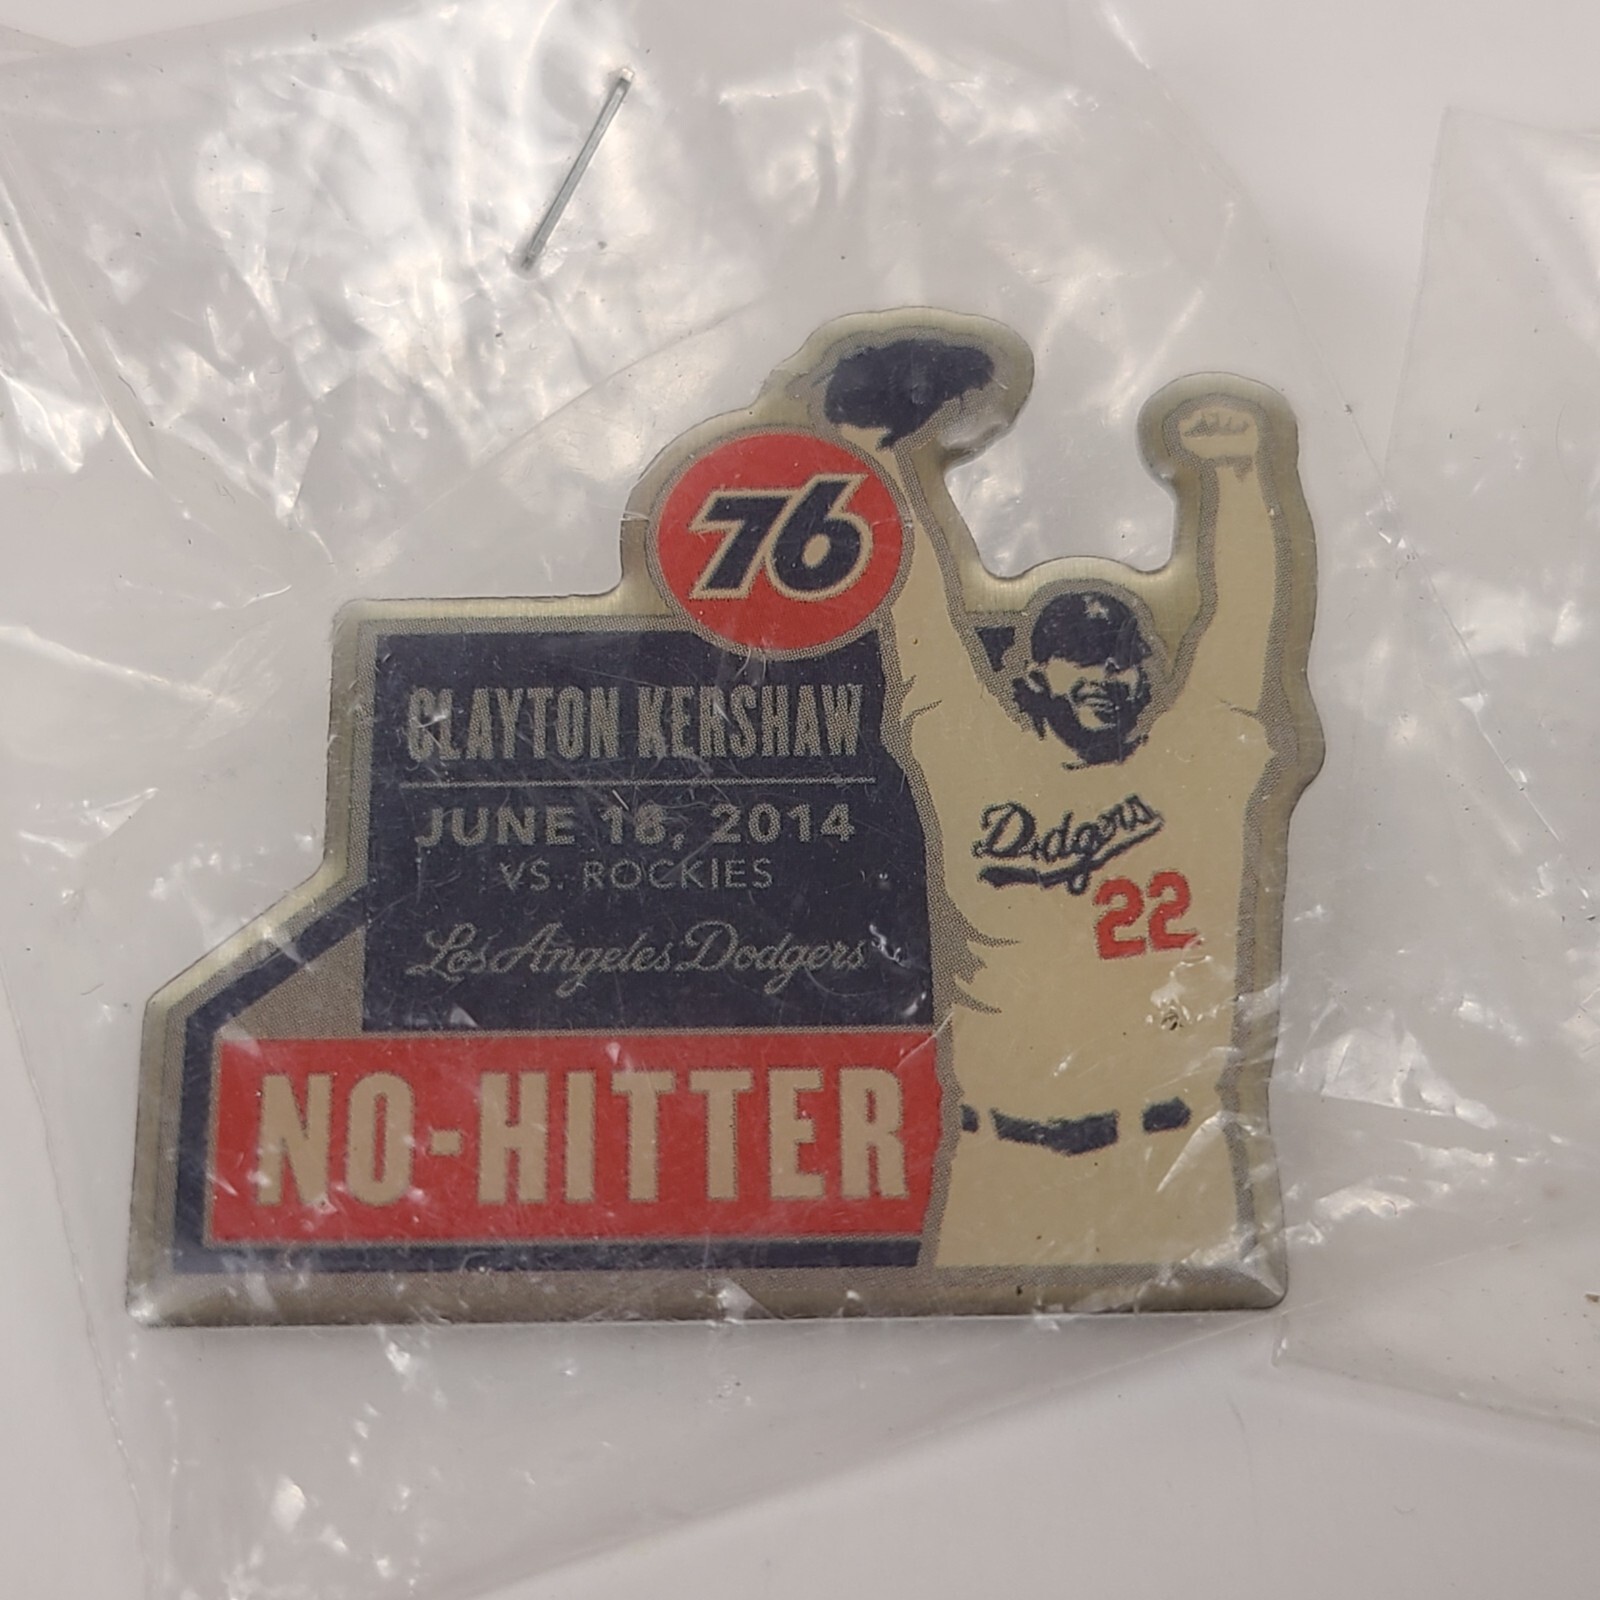 76
CLAYTON KERSHAW
JUNE 18, 2014
VS. ROCKIES
Los Angeles Dodgers
Dodgers
22
NO-HITTER